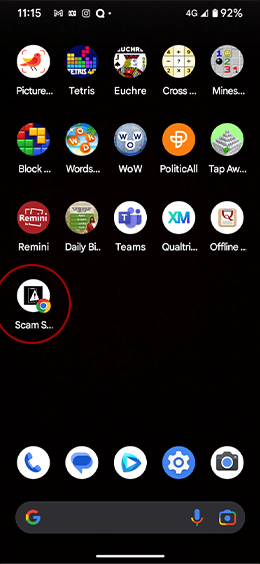 11:15 4G 92%
Picture... Tetris Euchre Cross ... Mines...
Block ... Words... WoW PoliticAll Tap Aw...
Remini Daily Bi... Teams Qualtri... Offline ...
Scam S...